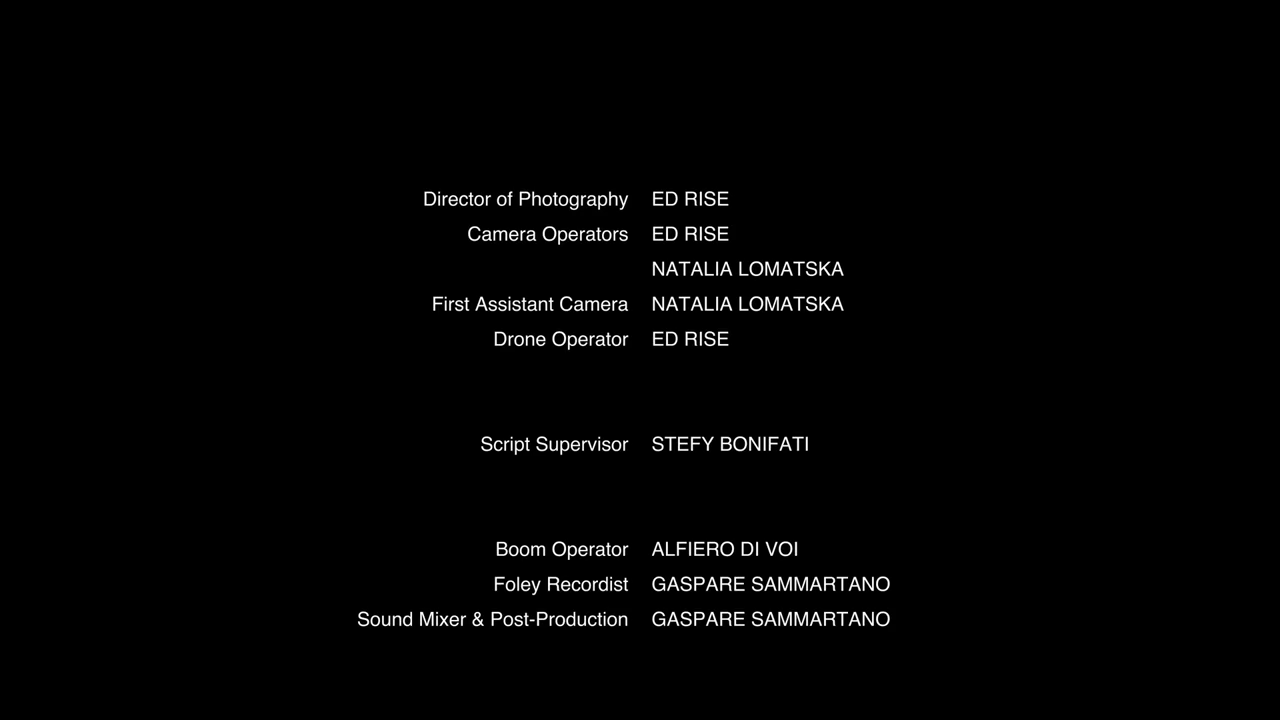 Director of Photography ED RISE
Camera Operators ED RISE
NATALIA LOMATSKA
First Assistant Camera NATALIA LOMATSKA
Drone Operator ED RISE
Script Supervisor STEFY BONIFATI
Boom Operator ALFIERO DI VOI
Foley Recordist GASPARE SAMMARTANO
Sound Mixer & Post-Production GASPARE SAMMARTANO